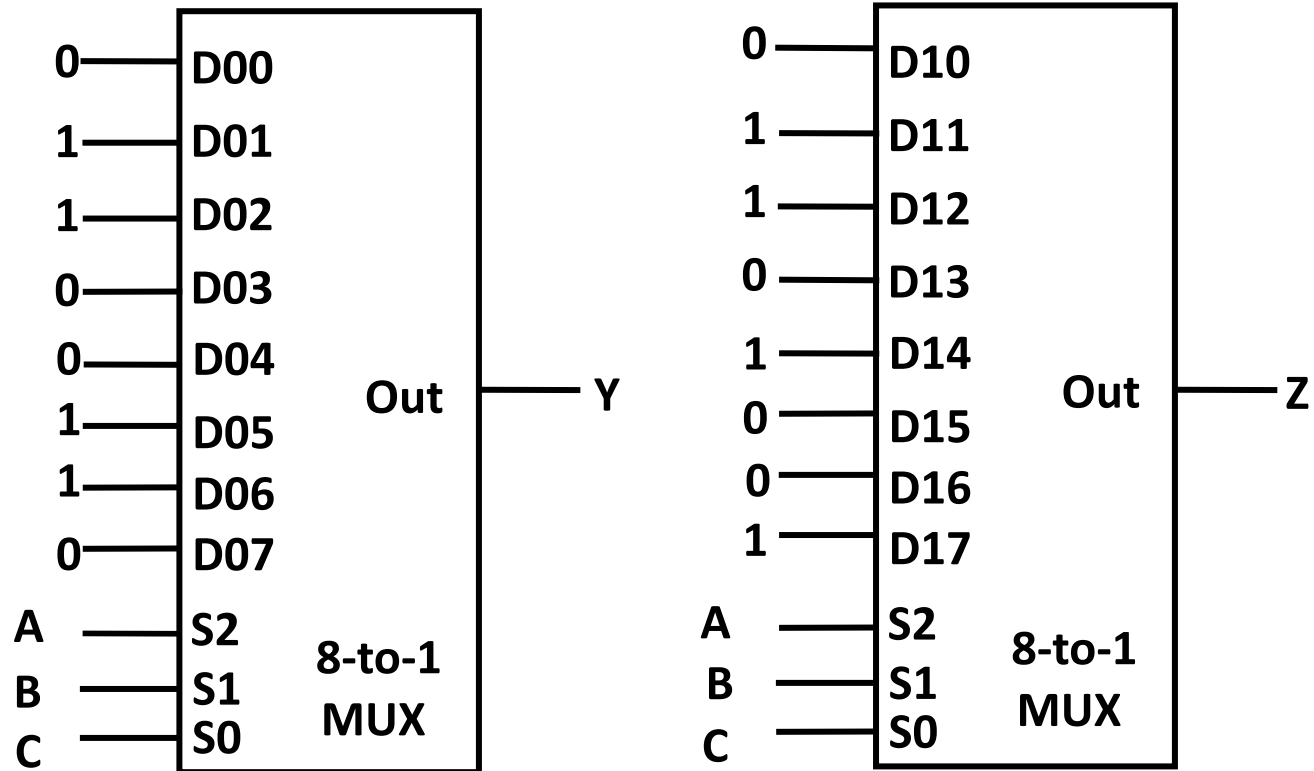 0 D00
1 D01
1 D02
0 D03
0 D04
1 D05
1 D06
0 D07
Out Y
A S2
B S1
C S0
8-to-1
MUX
0 D10
1 D11
1 D12
0 D13
1 D14
0 D15
0 D16
1 D17
Out Z
A S2
B S1
C S0
8-to-1
MUX